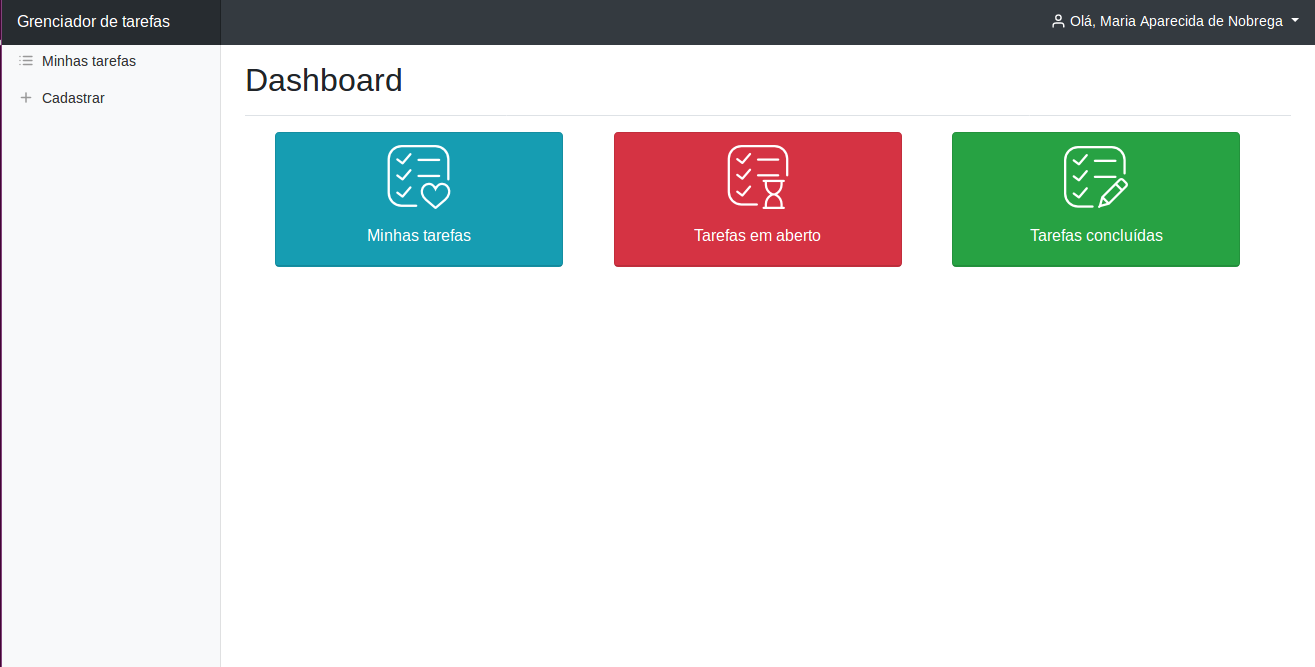 Grenciador de tarefas
Olá, Maria Aparecida de Nobrega
Minhas tarefas
Cadastrar
Dashboard
Minhas tarefas
Tarefas em aberto
Tarefas concluídas